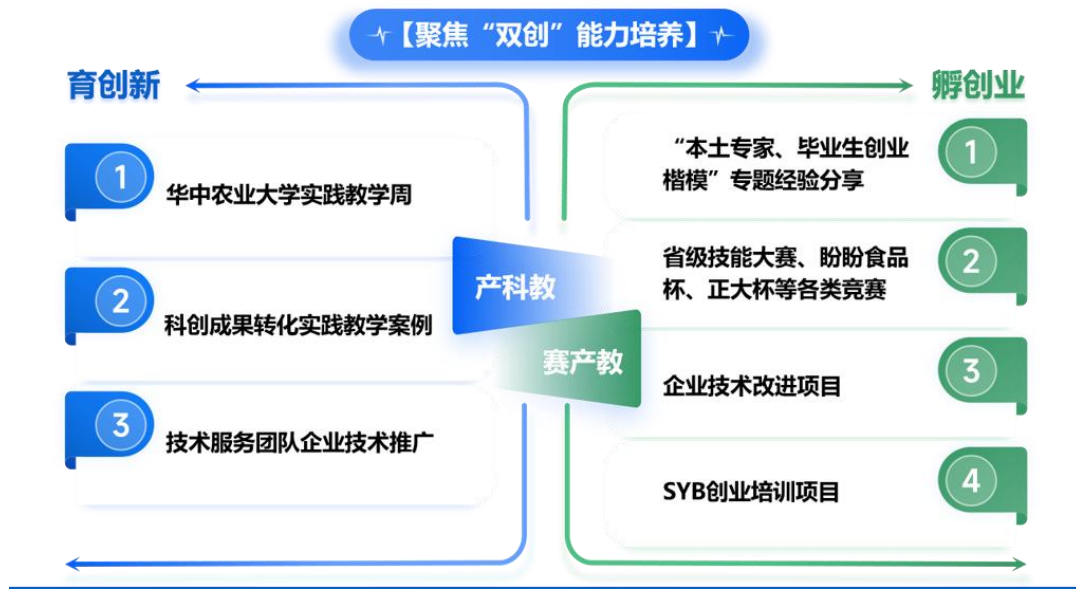 【聚焦“双创”能力培养】
育创新
1
华中农业大学实践教学周
2
科创成果转化实践教学案例
3
技术服务团队企业技术推广
产科教
赛产教
孵创业
1
“本土专家、毕业生创业
楷模”专题经验分享
2
省级技能大赛、盼盼食品
杯、正大杯等各类竞赛
3
企业技术改进项目
4
SYB创业培训项目